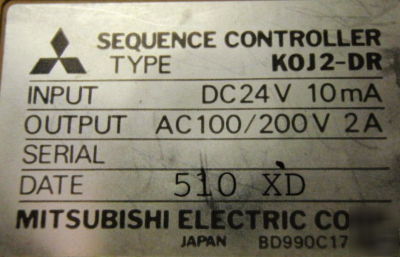 SEQUENCE CONTROLLER
TYPE KOJ2-DR
INPUT DC24V 10mA
OUTPUT AC100/200V 2A
SERIAL
DATE 510 XD
MITSUBISHI ELECTRIC CO
JAPAN BD990C17